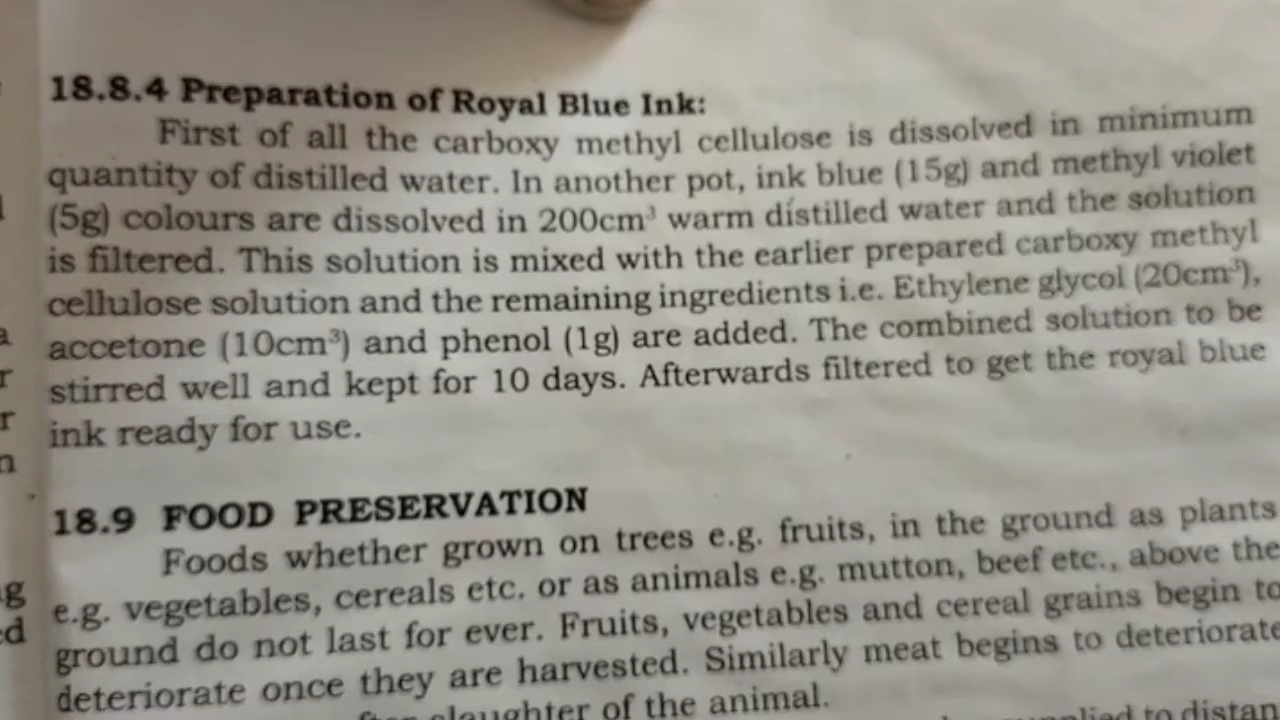 18.8.4 Preparation of Royal Blue Ink:
First of all the carboxy methyl cellulose is dissolved in minimum
quantity of distilled water. In another pot, ink blue (15g) and methyl violet
(5g) colours are dissolved in 200cm³ warm distilled water and the solution
is filtered. This solution is mixed with the earlier prepared carboxy methyl
cellulose solution and the remaining ingredients i.e. Ethylene glycol (20cm³),
accetone (10cm³) and phenol (1g) are added. The combined solution to be
stirred well and kept for 10 days. Afterwards filtered to get the royal blue
ink ready for use.
18.9 FOOD PRESERVATION
Foods whether grown on trees e.g. fruits, in the ground as plants
e.g. vegetables, cereals etc. or as animals e.g. mutton, beef etc., above the
ground do not last for ever. Fruits, vegetables and cereal grains begin to
deteriorate once they are harvested. Similarly meat begins to deteriorate
slaughter of the animal.
to distan